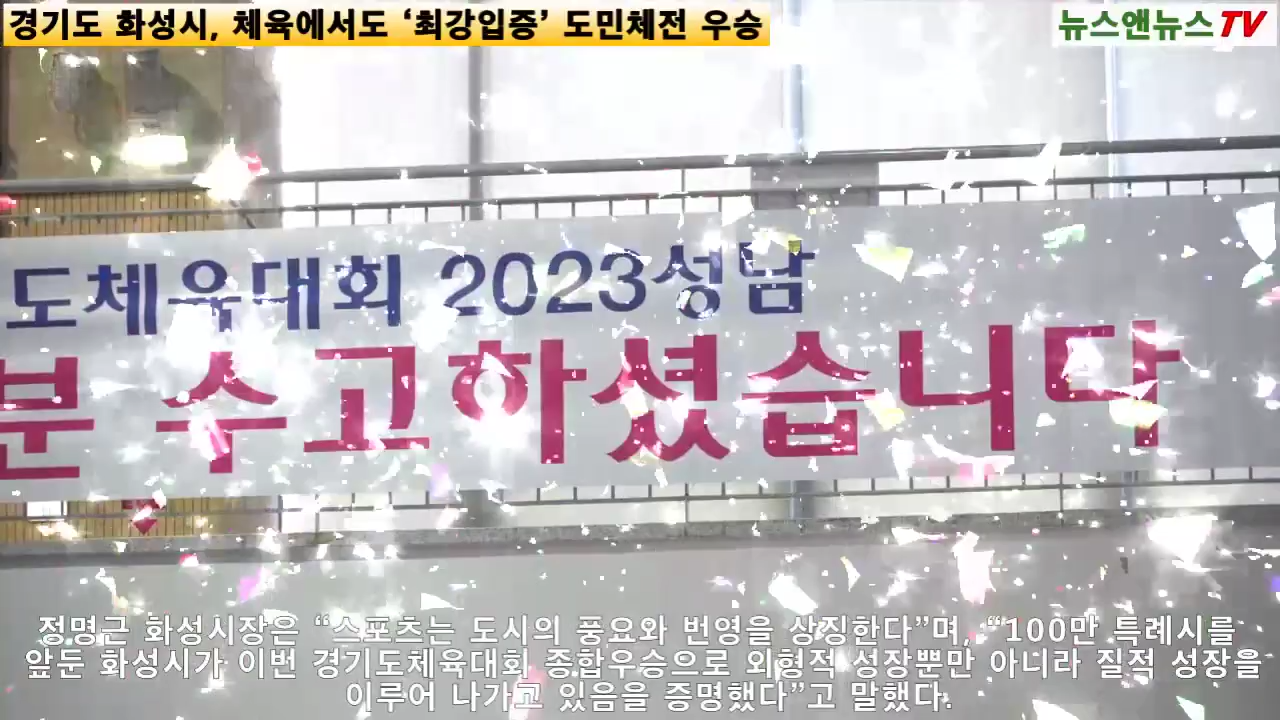 경기도 화성시, 체육에서도 ‘최강입증’ 도민체전 우승
뉴스앤뉴스TV
도체육대회 2023성남
분 수고하셨습니다
정명근 화성시장은 “스포츠는 도시의 풍요와 번영을 상징한다”며, “100만 특례시를
앞둔 화성시가 이번 경기도체육대회 종합우승으로 외형적 성장뿐만 아니라 질적 성장을
이루어 나가고 있음을 증명했다”고 말했다.